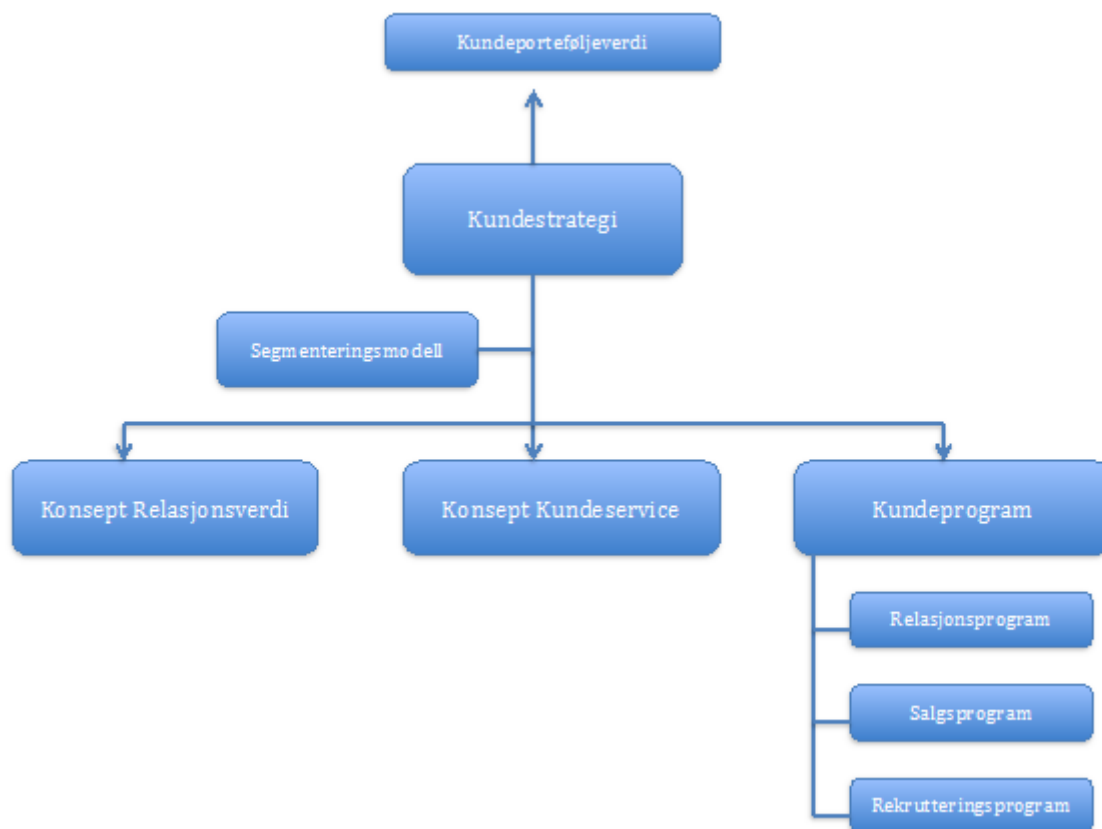 Kundeporteføljeverdi
Kundestrategi
Segmenteringsmodell
Konsept Relasjonsverdi
Konsept Kundeservice
Kundeprogram
Relasjonsprogram
Salgsprogram
Rekrutteringsprogram